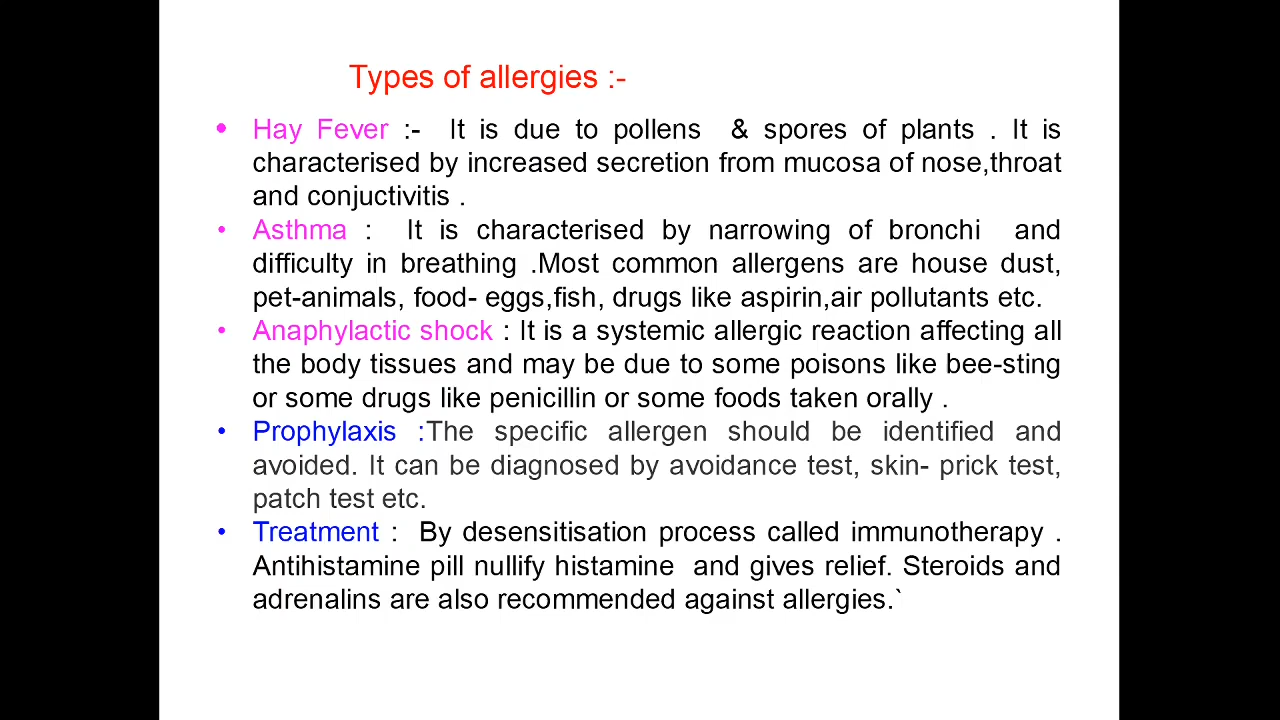 Types of allergies :-
• Hay Fever :- It is due to pollens & spores of plants . It is
characterised by increased secretion from mucosa of nose,throat
and conjuctivitis .
• Asthma : It is characterised by narrowing of bronchi and
difficulty in breathing .Most common allergens are house dust,
pet-animals, food- eggs,fish, drugs like aspirin,air pollutants etc.
• Anaphylactic shock : It is a systemic allergic reaction affecting all
the body tissues and may be due to some poisons like bee-sting
or some drugs like penicillin or some foods taken orally .
• Prophylaxis :The specific allergen should be identified and
avoided. It can be diagnosed by avoidance test, skin- prick test,
patch test etc.
• Treatment : By desensitisation process called immunotherapy .
Antihistamine pill nullify histamine and gives relief. Steroids and
adrenalins are also recommended against allergies.`